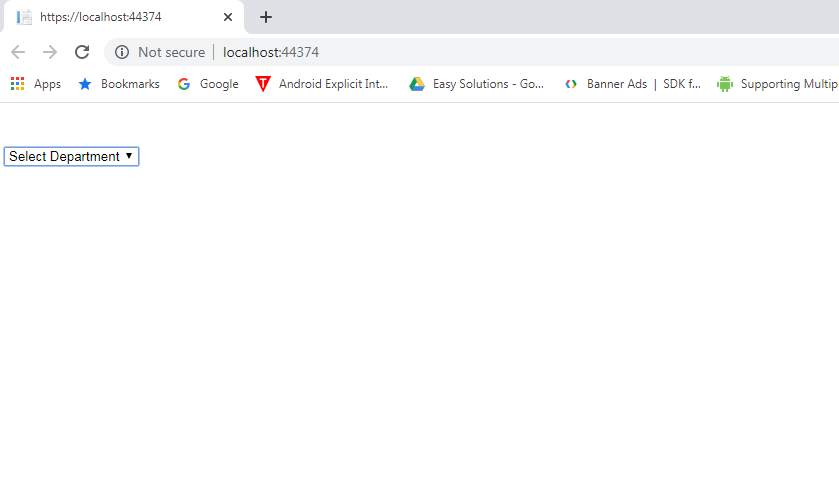 https://localhost:44374
Not secure | localhost:44374
Apps Bookmarks Google Android Explicit Int... Easy Solutions - Go... Banner Ads | SDK f... Supporting Multip
Select Department